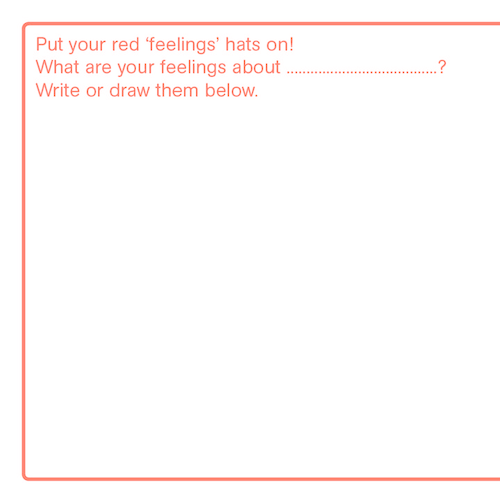 Put your red ‘feelings’ hats on!
What are your feelings about ......................................?
Write or draw them below.